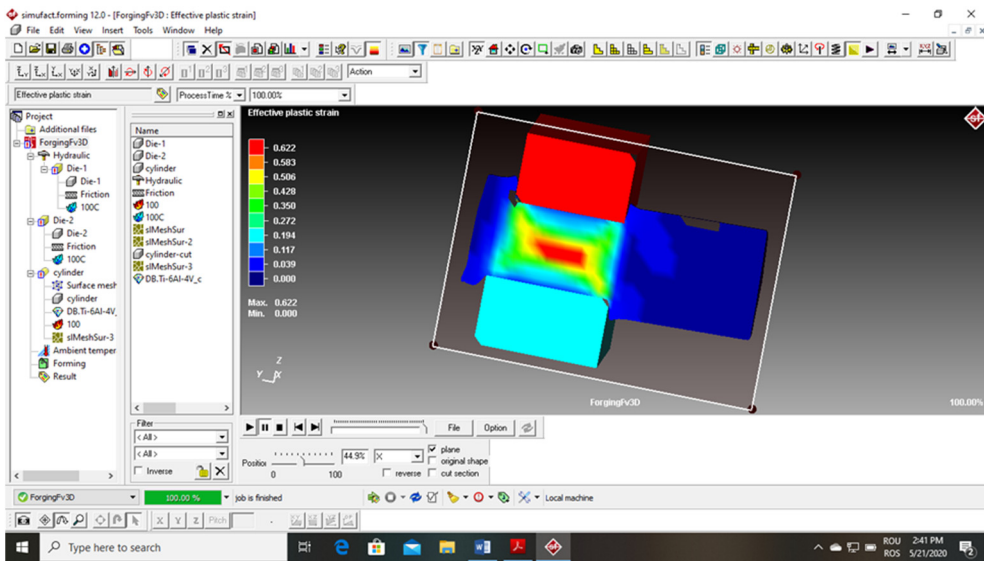 simufact.forming 12.0 - [ForgingFv3D : Effective plastic strain]
File Edit View Insert Tools Window Help
Action
Effective plastic strain
ProcessTime % 100.00%
Project
Additional files
ForgingFv3D
Hydraulic
Die-1
Die-1
Friction
100C
Die-2
Die-2
Friction
100C
cylinder
Surface mesh
cylinder
DB.Ti-6Al-4V_
100
slMeshSur-3
Ambient temper
Forming
Result
Name
Die-1
Die-2
cylinder
Hydraulic
Friction
100
100C
slMeshSur
slMeshSur-2
cylinder-cut
slMeshSur-3
DB.Ti-6Al-4V_c
Filter
<All>
<All>
Inverse
Effective plastic strain
0.622
0.583
0.506
0.428
0.350
0.272
0.194
0.117
0.039
0.000
Max. 0.622
Min. 0.000
Z
Y X
ForgingFv3D
100.00%
File Option
Position
0 100
44.9%
X
plane
original shape
reverse cut section
ForgingFv3D 100.00 % job is finished Local machine
X Y Z Pitch
Type here to search
ROU 2:41 PM
ROS 5/21/2020
2